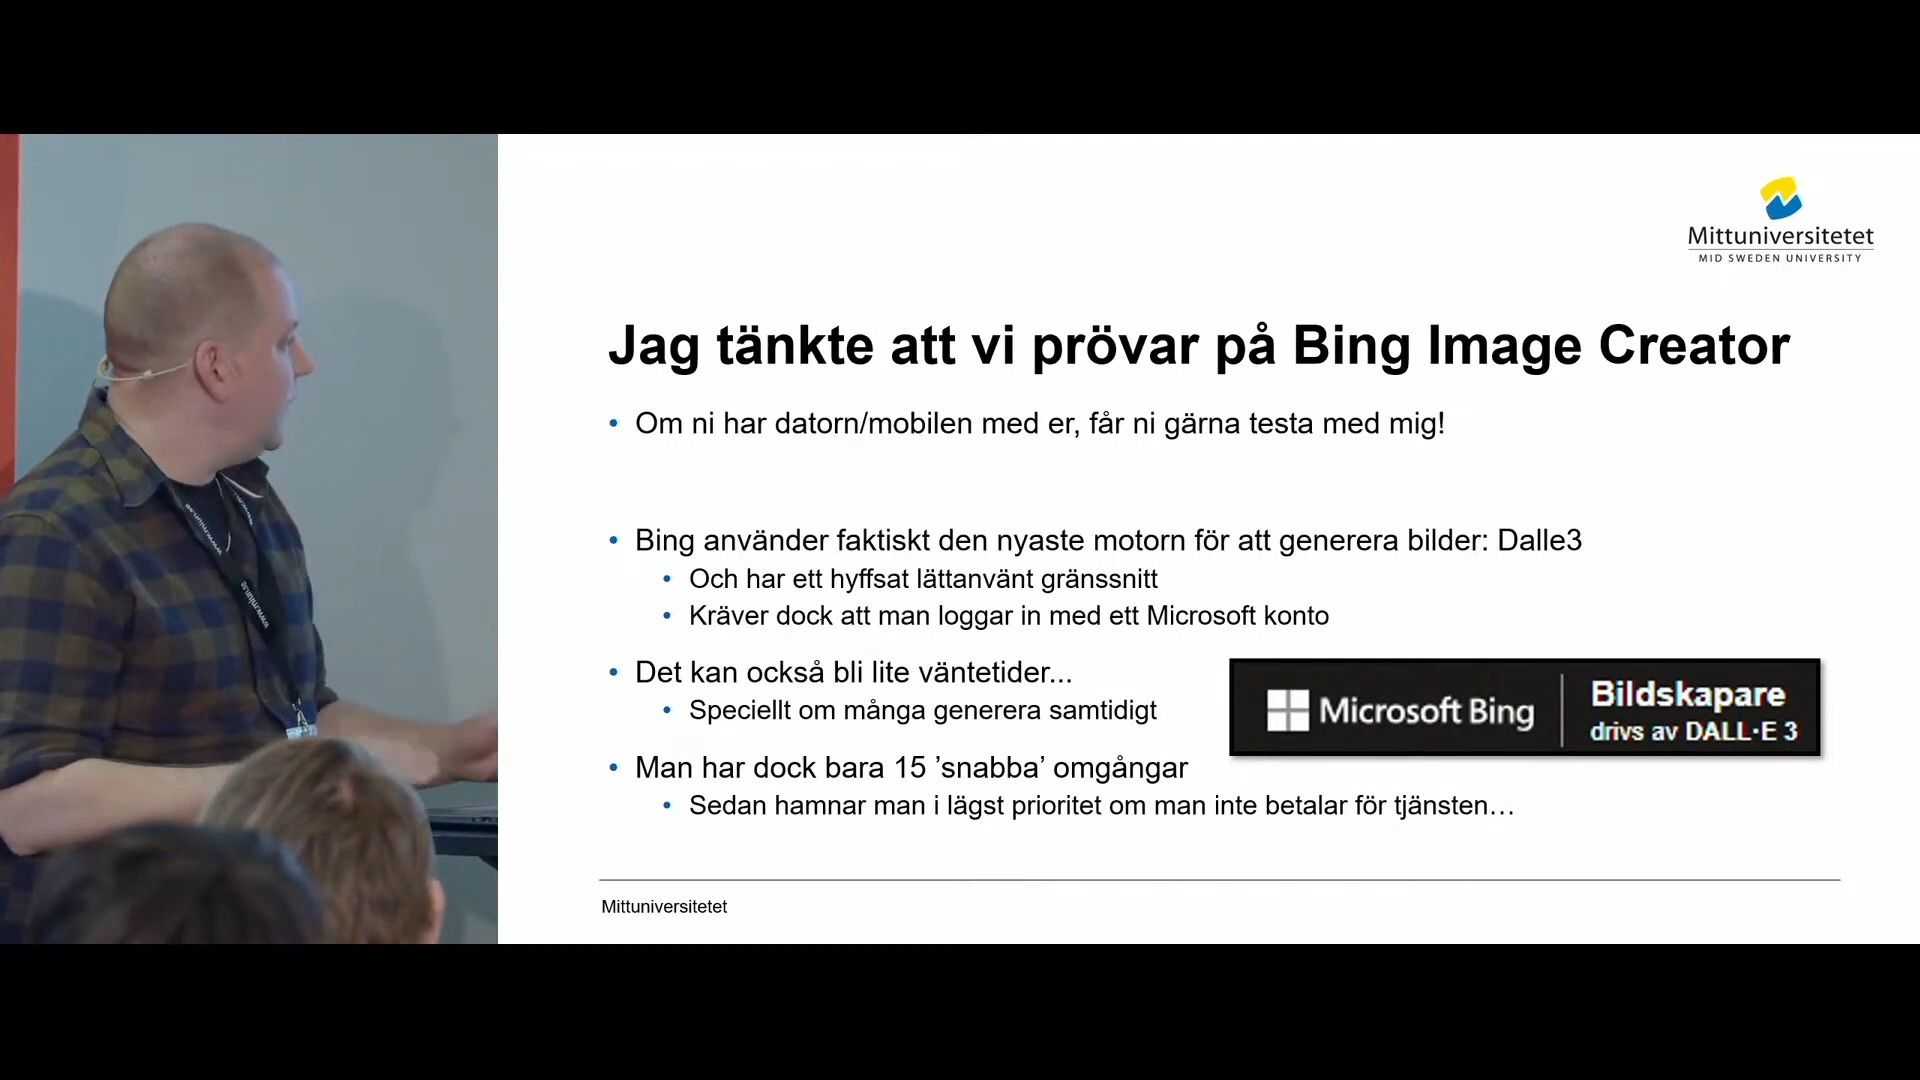 Mittuniversitetet
MID SWEDEN UNIVERSITY
Jag tänkte att vi prövar på Bing Image Creator
• Om ni har datorn/mobilen med er, får ni gärna testa med mig!
• Bing använder faktiskt den nyaste motorn för att generera bilder: Dalle3
• Och har ett hyffsat lättanvänt gränssnitt
• Kräver dock att man loggar in med ett Microsoft konto
• Det kan också bli lite väntetider...
• Speciellt om många generera samtidigt
Microsoft Bing
Bildskapare
drivs av DALL·E 3
• Man har dock bara 15 ’snabba’ omgångar
• Sedan hamnar man i lägst prioritet om man inte betalar för tjänsten…
Mittuniversitetet
www.miun.se